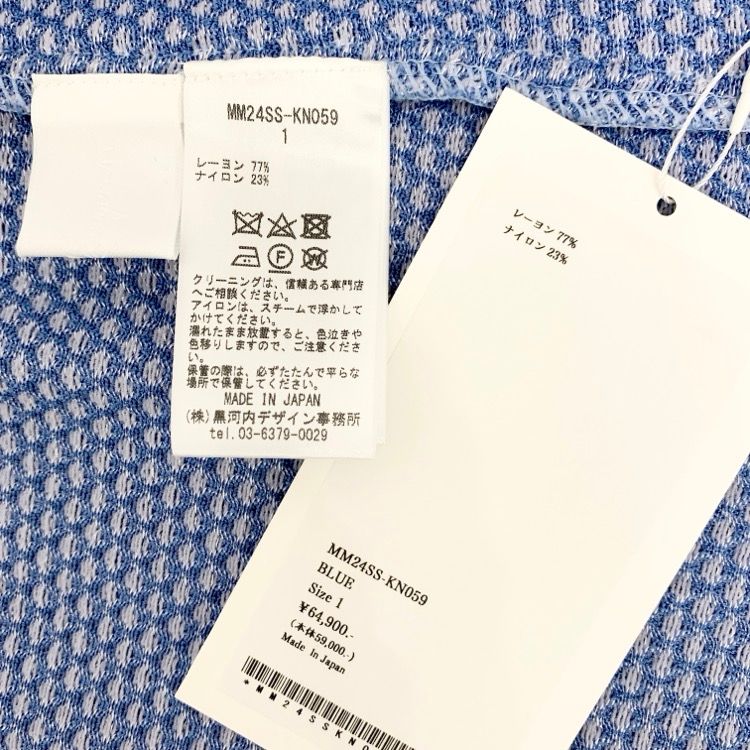 MM24SS-KN059
1
レーヨン 77%
ナイロン 23%
F
クリーニングは、信頼ある専門店
へご相談ください。
アイロンは、スチームで浮かして
かけてください。
濡れたまま放置すると、色泣きや
色移りしますので、ご注意くださ
い。
保管の際は、必ずたたんで平らな
場所で保管してください。
MADE IN JAPAN
(株)黒河内デザイン事務所
tel.03-6379-0029
レーヨン 77%
ナイロン 23%
MM24SS-KN059
BLUE
Size 1
¥64,900.-
(本体59,000.-)
Made In Japan
*MM24SSKN0